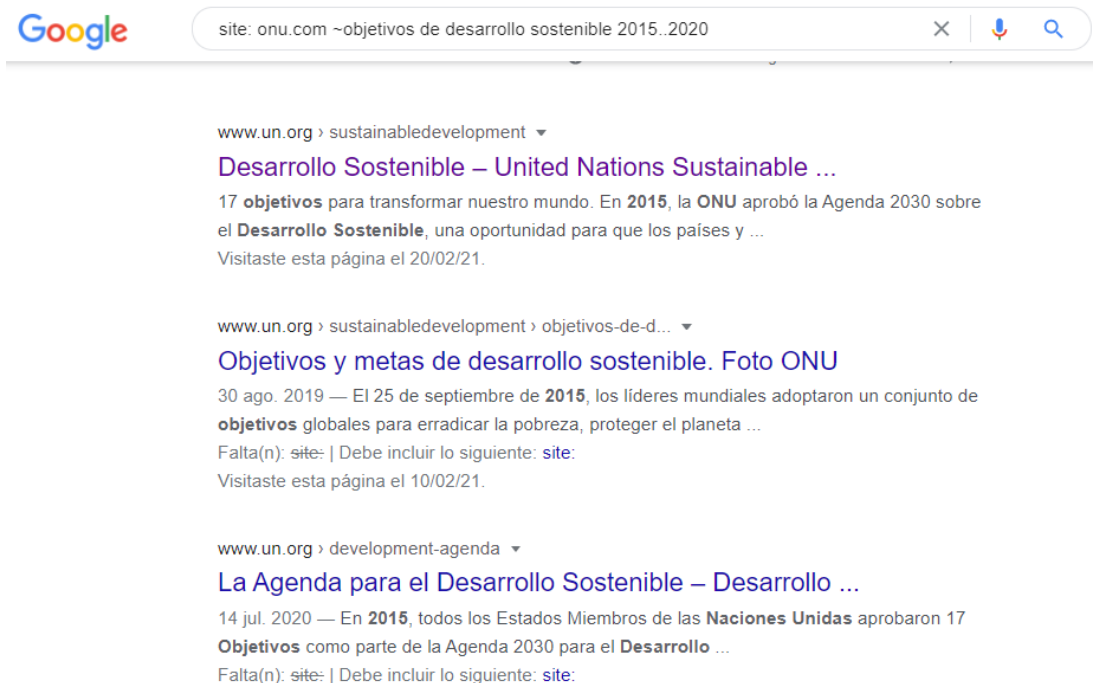 Google
site: onu.com ~objetivos de desarrollo sostenible 2015..2020
www.un.org › sustainabledevelopment
Desarrollo Sostenible – United Nations Sustainable ...
17 objetivos para transformar nuestro mundo. En 2015, la ONU aprobó la Agenda 2030 sobre
el Desarrollo Sostenible, una oportunidad para que los países y ...
Visitaste esta página el 20/02/21.
www.un.org › sustainabledevelopment › objetivos-de-d...
Objetivos y metas de desarrollo sostenible. Foto ONU
30 ago. 2019 — El 25 de septiembre de 2015, los líderes mundiales adoptaron un conjunto de
objetivos globales para erradicar la pobreza, proteger el planeta ...
Falta(n): site: | Debe incluir lo siguiente: site:
Visitaste esta página el 10/02/21.
www.un.org › development-agenda
La Agenda para el Desarrollo Sostenible – Desarrollo ...
14 jul. 2020 — En 2015, todos los Estados Miembros de las Naciones Unidas aprobaron 17
Objetivos como parte de la Agenda 2030 para el Desarrollo ...
Falta(n): site: | Debe incluir lo siguiente: site: